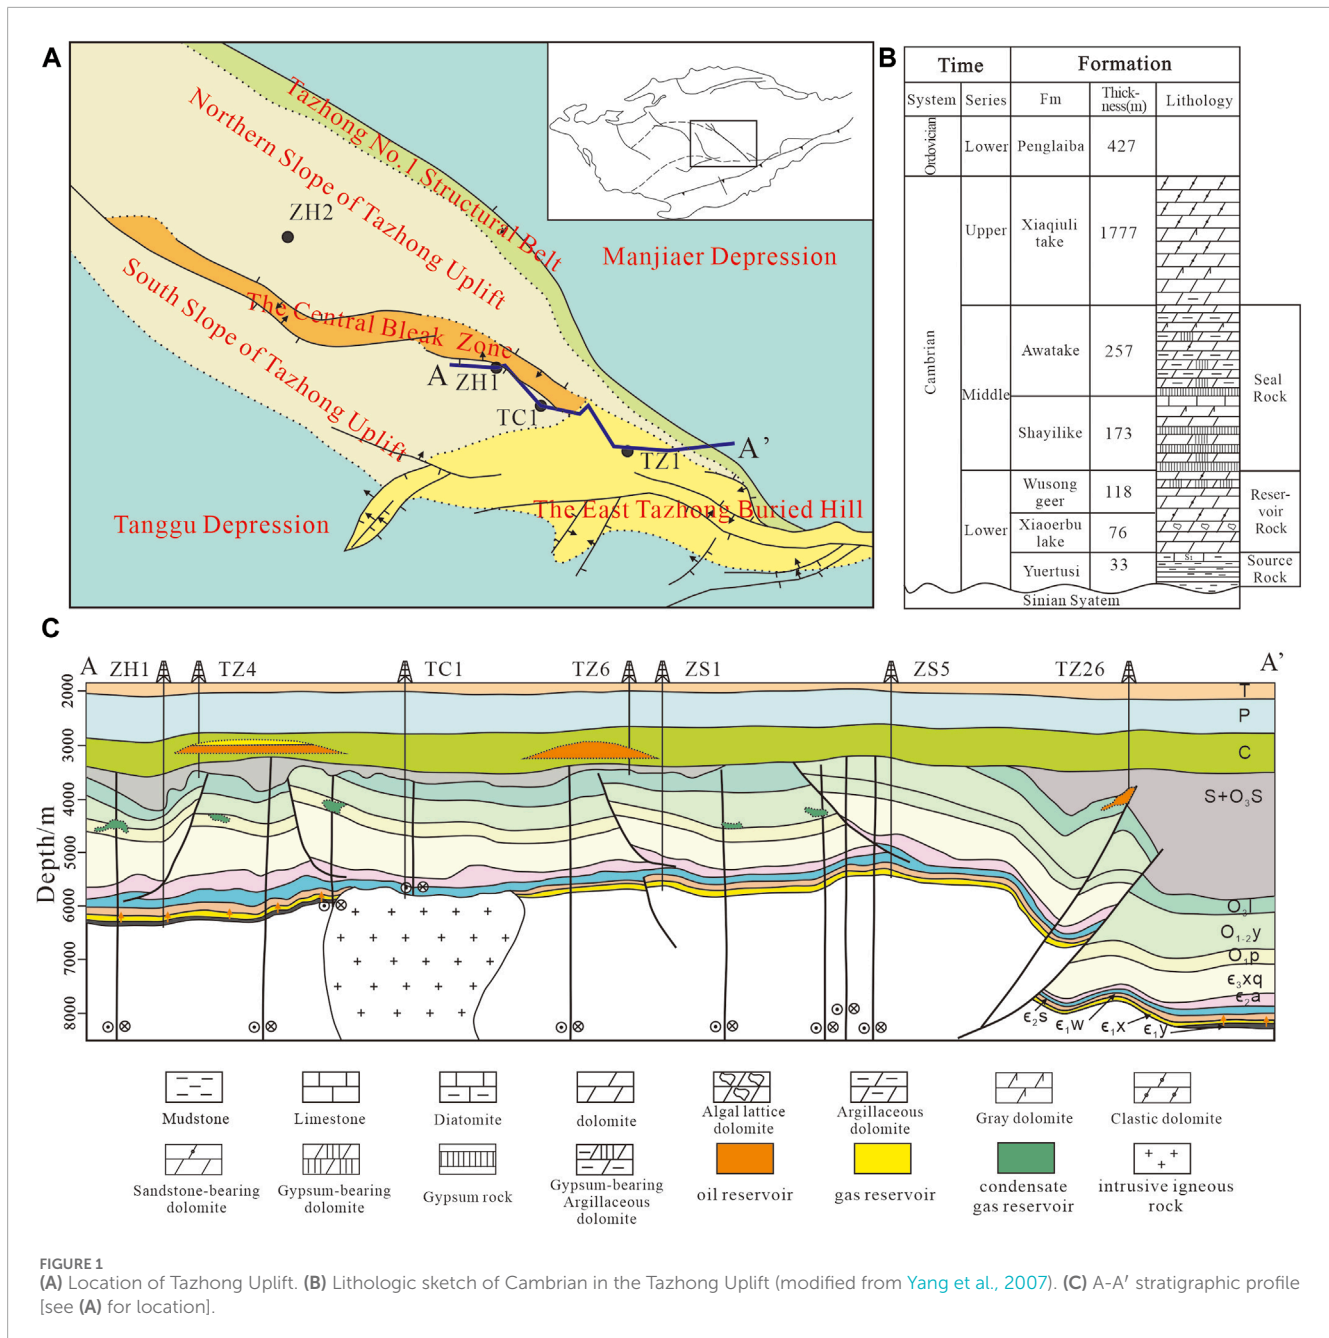 A
Tazhong No.1 Structural Belt
Northern Slope of Tazhong Uplift
ZH2
Manjiaer Depression
South Slope of Tazhong Uplift
The Central Bleak Zone
A
ZH1
TC1
TZ1
A’
The East Tazhong Buried Hill
Tanggu Depression
B
Time
Formation
System
Series
Fm
Thick-
ness(m)
Lithology
Ordovician
Lower
Penglaiba
427
Cambrian
Upper
Xiaqiuli
take
1777
Middle
Awatake
257
Seal
Rock
Shayilike
173
Lower
Wusong
geer
118
Reser-
voir
Rock
Xiaoerbu
lake
76
Yuertusi
33
Si
Source
Rock
Sinian Syatem
C
A
ZH1
TZ4
TC1
TZ6
ZS1
ZS5
TZ26
A’
Depth/m
2000
3000
4000
5000
6000
7000
8000
T
P
C
S+O₃S
O₃l
O₁₋₂y
O₁p
є₃xq
є₂a
є₂s
є₁w
є₁x
є₁y
Mudstone
Limestone
Diatomite
dolomite
Algal lattice
dolomite
Argillaceous
dolomite
Gray dolomite
Clastic dolomite
Sandstone-bearing
dolomite
Gypsum-bearing
dolomite
Gypsum rock
Gypsum-bearing
Argillaceous
dolomite
oil reservoir
gas reservoir
condensate
gas reservoir
intrusive igneous
rock
FIGURE 1
(A) Location of Tazhong Uplift. (B) Lithologic sketch of Cambrian in the Tazhong Uplift (modified from Yang et al., 2007). (C) A-A′ stratigraphic profile
[see (A) for location].